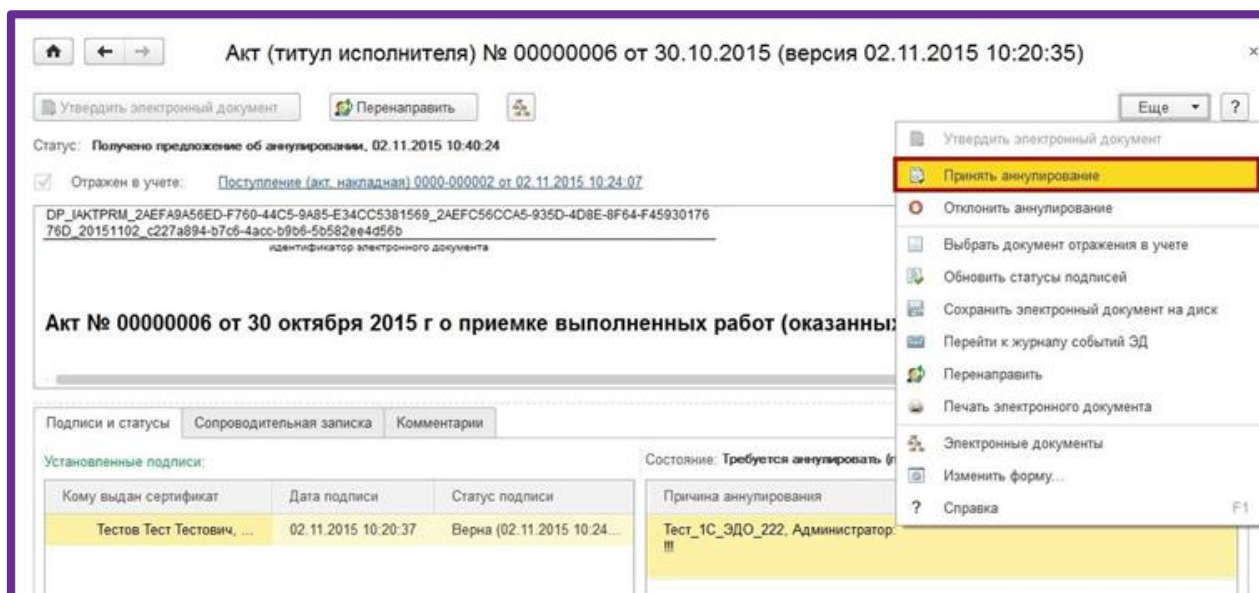 Акт (титул исполнителя) № 00000006 от 30.10.2015 (версия 02.11.2015 10:20:35)
Утвердить электронный документ
Перенаправить
Еще
?
Статус: Получено предложение об аннулировании, 02.11.2015 10:40:24
Отражен в учете: Поступление (акт, накладная) 0000-000002 от 02.11.2015 10:24:07
DP_IAKTPRM_2AEFA9A56ED-F760-44C5-9A85-E34CC5381569_2AEFC56CCA5-935D-4D8E-8F64-F45930176
76D_20151102_c227a894-b7c6-4acc-b9b6-5b582ee4d56b
идентификатор электронного документа
Акт № 00000006 от 30 октября 2015 г о приемке выполненных работ (оказанных
Утвердить электронный документ
Принять аннулирование
Отклонить аннулирование
Выбрать документ отражения в учете
Обновить статусы подписей
Сохранить электронный документ на диск
Перейти к журналу событий ЭД
Перенаправить
Печать электронного документа
Электронные документы
Изменить форму...
? Справка F1
Подписи и статусы Сопроводительная записка Комментарии
Установленные подписи:
Кому выдан сертификат Дата подписи Статус подписи
Тестов Тест Тестович, ... 02.11.2015 10:20:37 Верна (02.11.2015 10:24...
Состояние: Требуется аннулировать
Причина аннулирования
Тест_1С_ЭДО_222, Администратор:
!!!